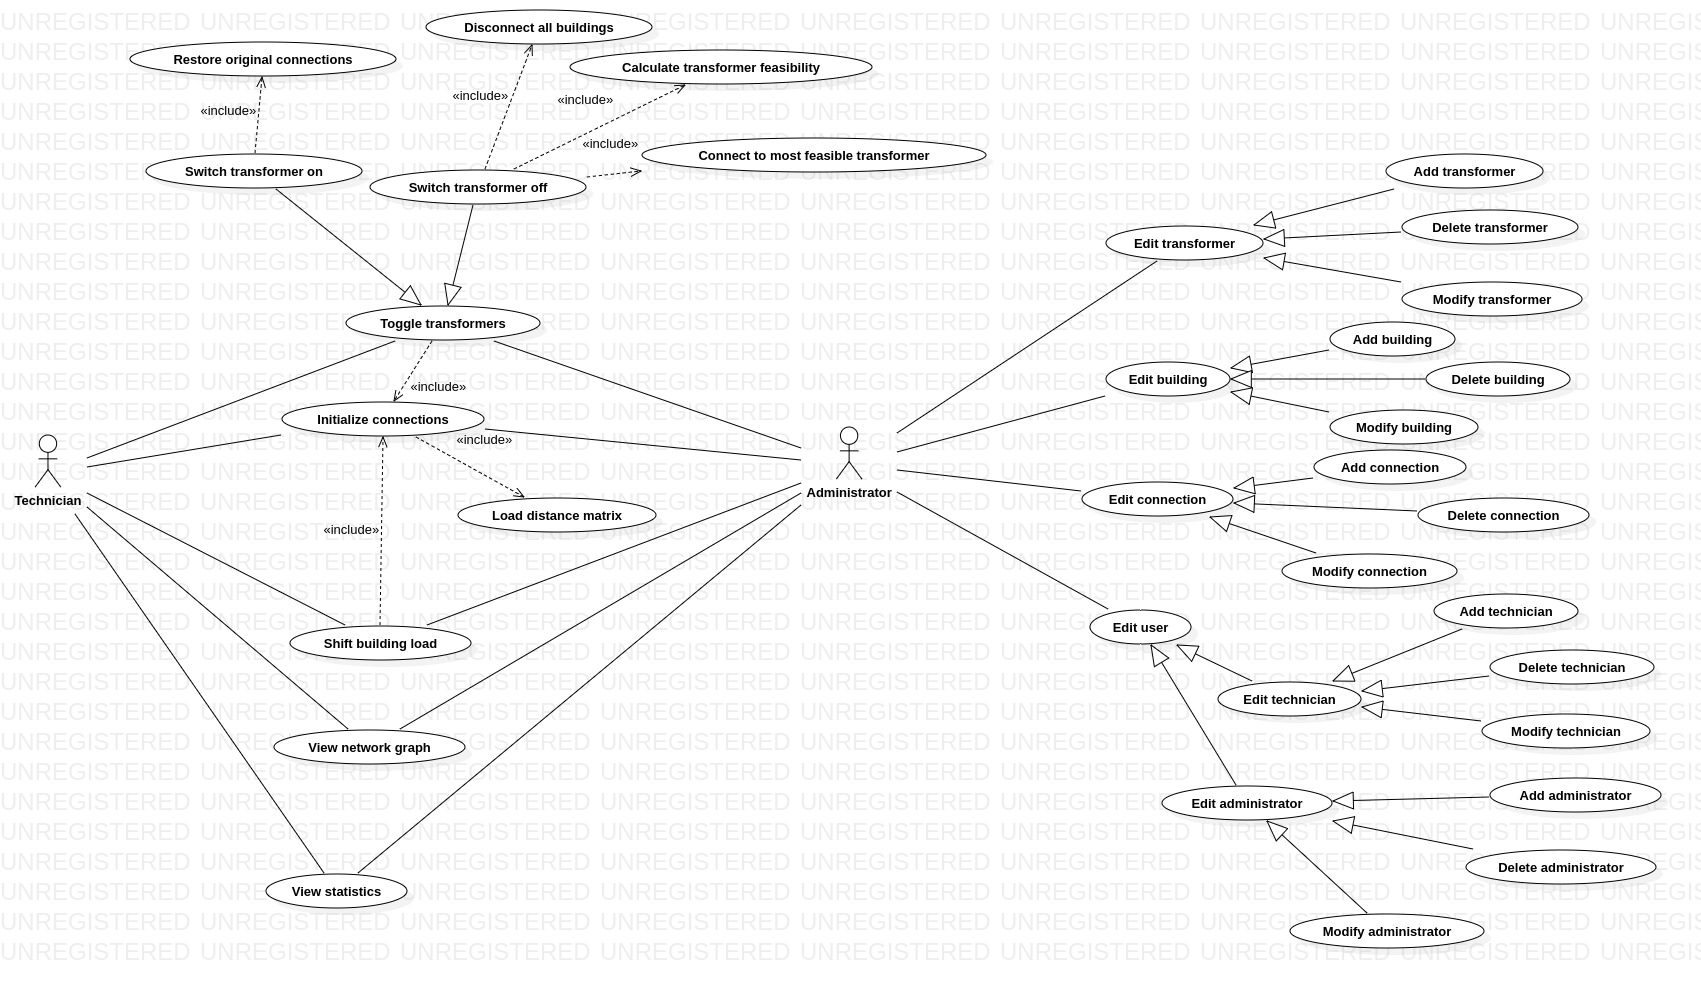 Disconnect all buildings
Restore original connections
Calculate transformer feasibility
«include»
«include»
«include»
«include»
Connect to most feasible transformer
Switch transformer on
Switch transformer off
Add transformer
Delete transformer
Edit transformer
Modify transformer
Toggle transformers
Add building
Edit building
Delete building
«include»
Initialize connections
Modify building
«include»
Add connection
Technician
Administrator
Edit connection
Load distance matrix
Delete connection
«include»
Modify connection
Add technician
Edit user
Shift building load
Delete technician
Edit technician
Modify technician
View network graph
Add administrator
Edit administrator
Delete administrator
View statistics
Modify administrator
UNREGISTERED